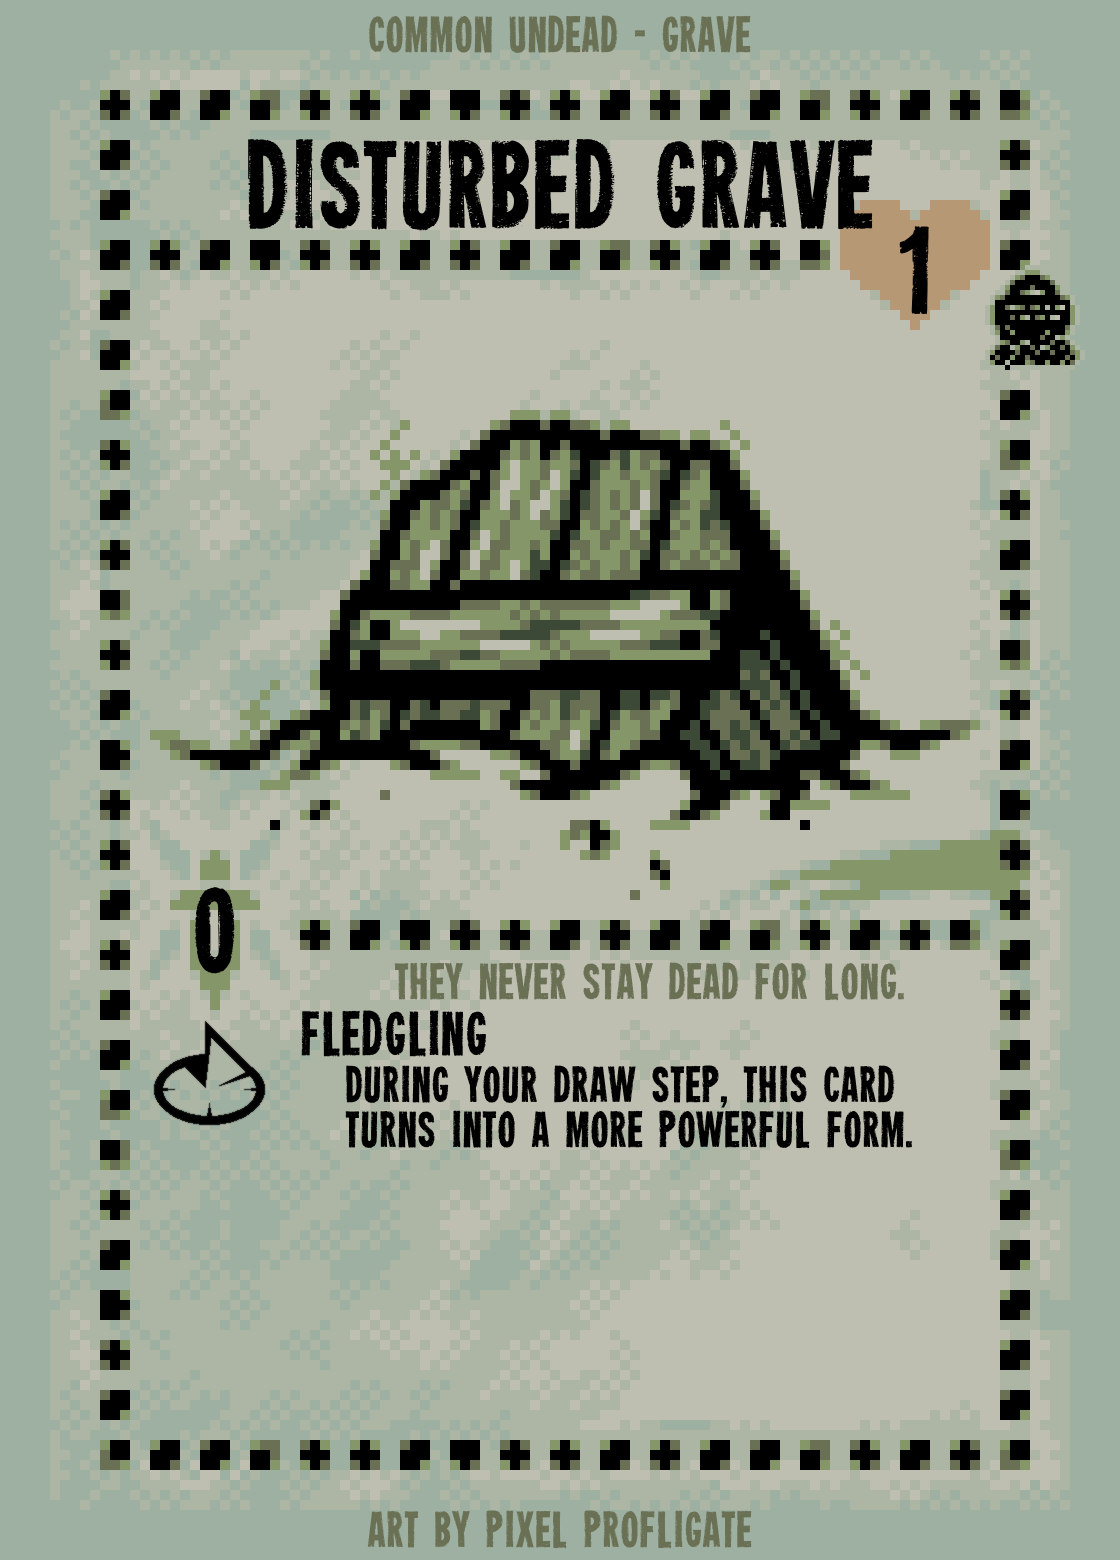 COMMON UNDEAD - GRAVE
DISTURBED GRAVE
1
0
THEY NEVER STAY DEAD FOR LONG.
FLEDGLING
DURING YOUR DRAW STEP, THIS CARD
TURNS INTO A MORE POWERFUL FORM.
ART BY PIXEL PROFLIGATE